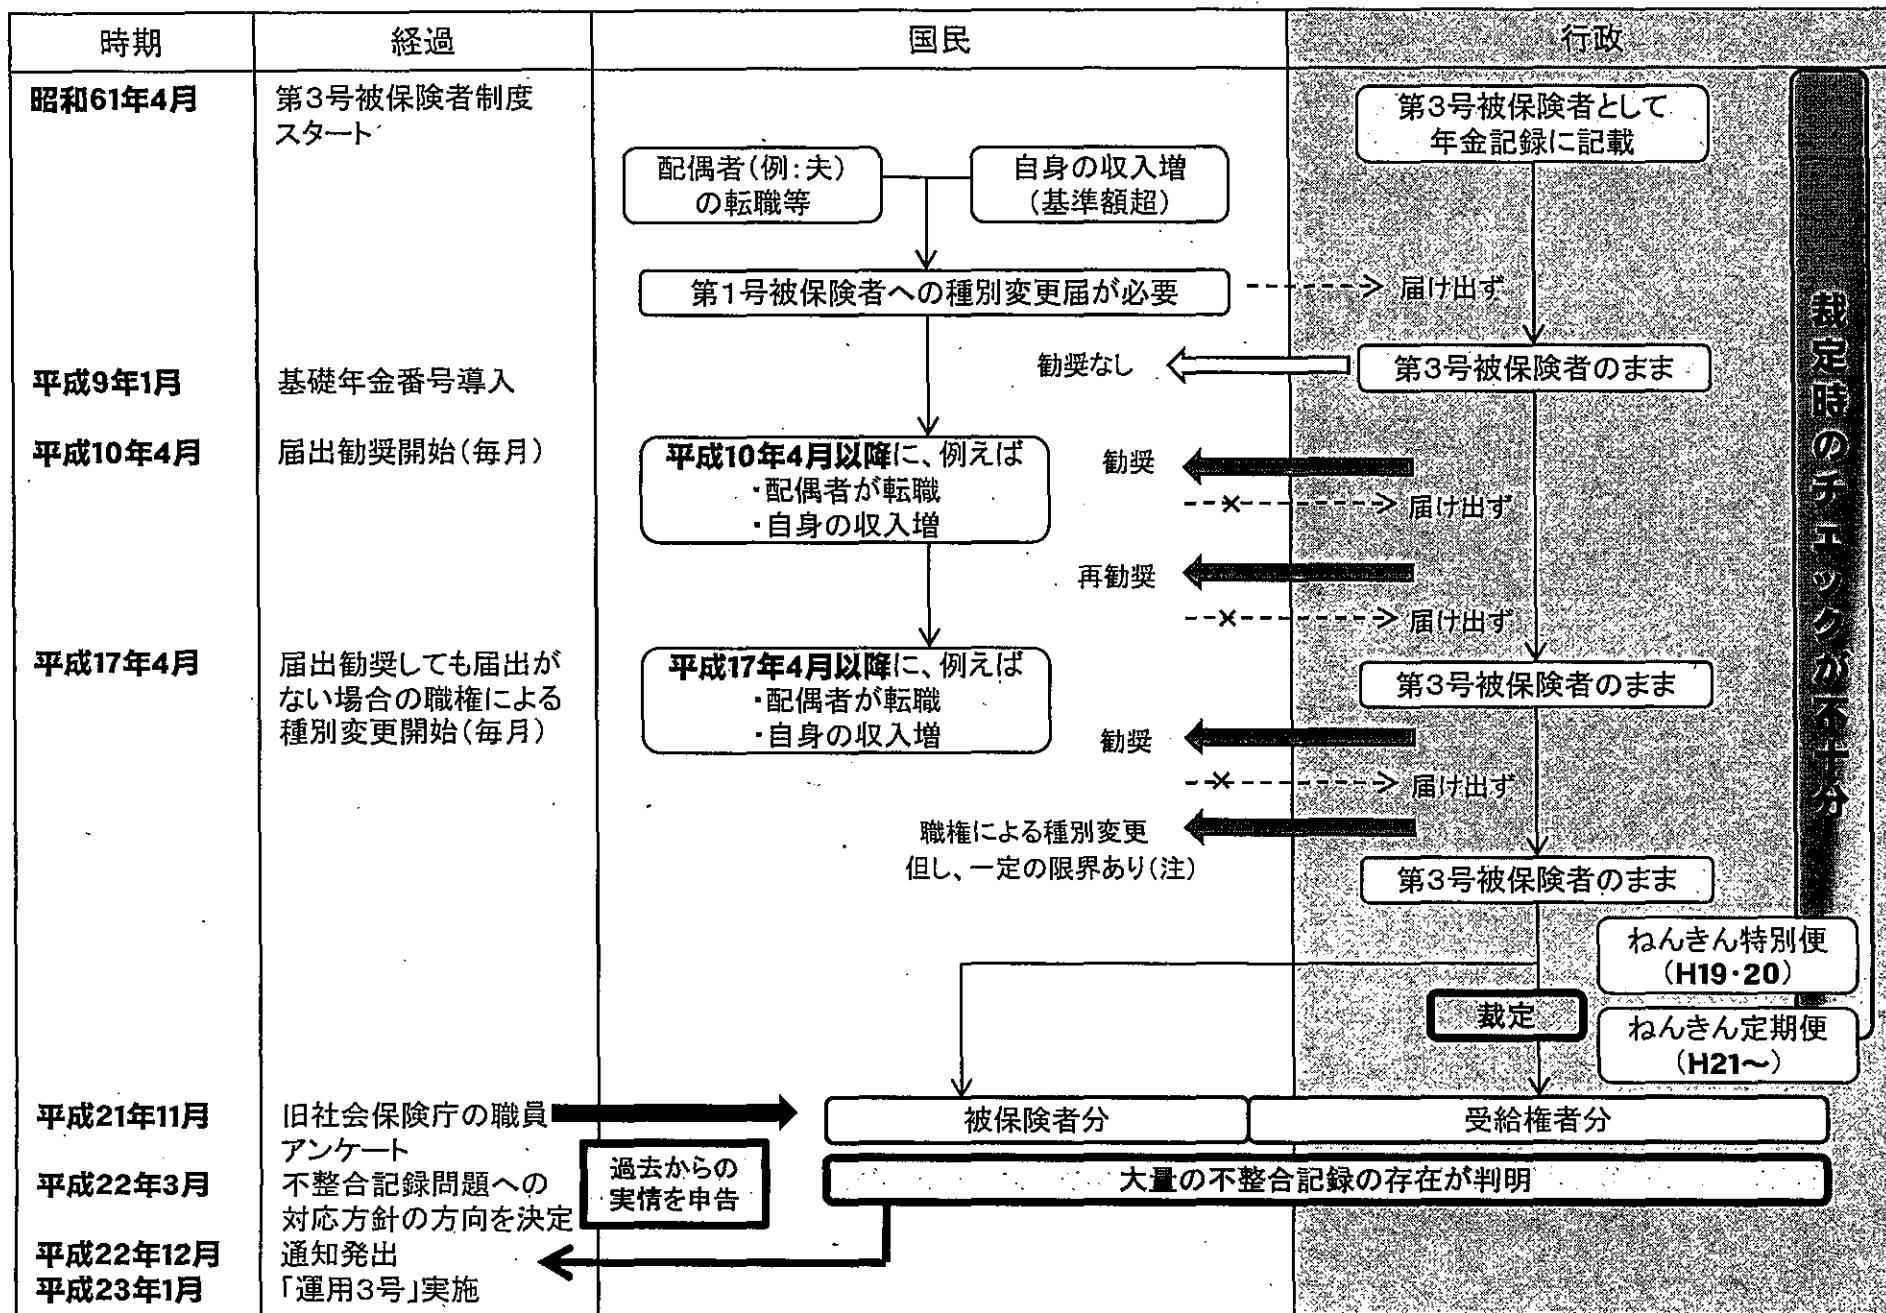 時期
経過
国民
行政
昭和61年4月
第3号被保険者制度
スタート
第3号被保険者として
年金記録に記載
配偶者(例:夫)
の転職等
自身の収入増
(基準額超)
第1号被保険者への種別変更届が必要
届け出ず
勧奨なし
第3号被保険者のまま
平成9年1月
基礎年金番号導入
平成10年4月
届出勧奨開始(毎月)
平成10年4月以降に、例えば
・配偶者が転職
・自身の収入増
勧奨
×
届け出ず
再勧奨
×
届け出ず
平成17年4月
届出勧奨しても届出が
ない場合の職権による
種別変更開始(毎月)
平成17年4月以降に、例えば
・配偶者が転職
・自身の収入増
第3号被保険者のまま
勧奨
×
届け出ず
職権による種別変更
但し、一定の限界あり(注)
第3号被保険者のまま
裁定時のチェックが不十分
ねんきん特別便
(H19・20)
裁定
ねんきん定期便
(H21~)
平成21年11月
旧社会保険庁の職員
アンケート
被保険者分
受給権者分
平成22年3月
不整合記録問題への
対応方針の方向を決定
過去からの
実情を申告
大量の不整合記録の存在が判明
平成22年12月
通知発出
平成23年1月
「運用3号」実施